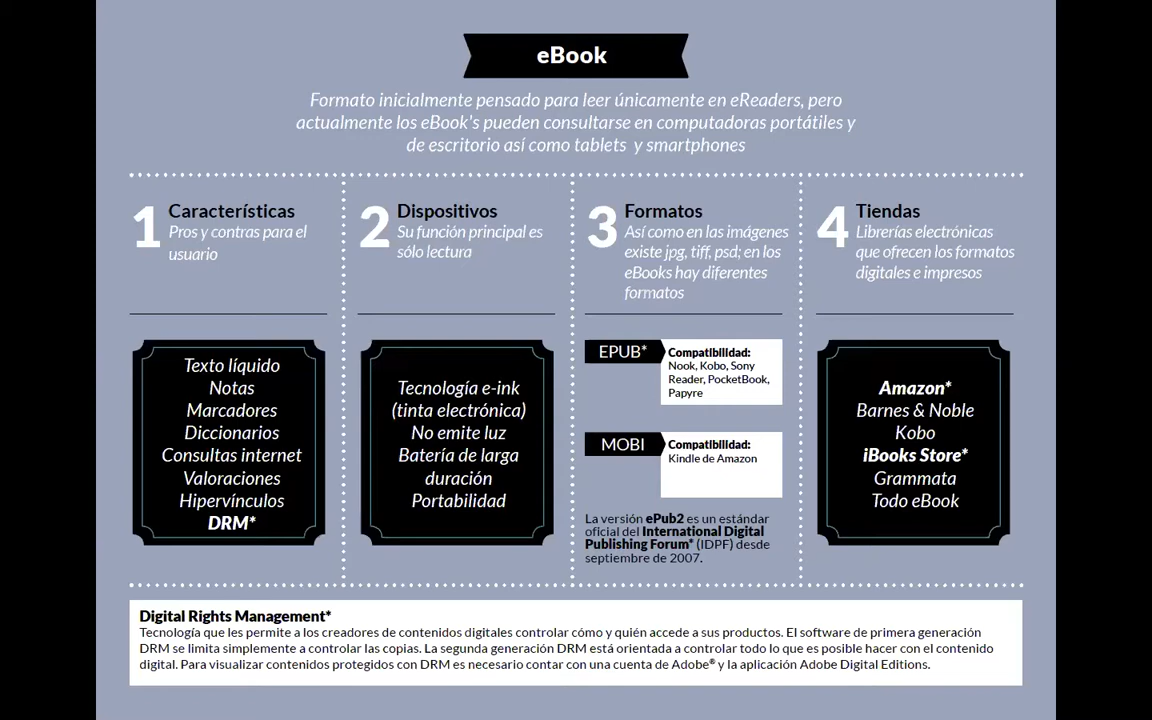 eBook
Formato inicialmente pensado para leer únicamente en eReaders, pero
actualmente los eBook's pueden consultarse en computadoras portátiles y
de escritorio así como tablets y smartphones
1 Características
Pros y contras para el
usuario
Texto líquido
Notas
Marcadores
Diccionarios
Consultas internet
Valoraciones
Hipervínculos
DRM*
2 Dispositivos
Su función principal es
sólo lectura
Tecnología e-ink
(tinta electrónica)
No emite luz
Batería de larga
duración
Portabilidad
3 Formatos
Así como en las imágenes
existe jpg, tiff, psd; en los
eBooks hay diferentes
formatos
EPUB*
Compatibilidad:
Nook, Kobo, Sony
Reader, PocketBook,
Papyre
MOBI
Compatibilidad:
Kindle de Amazon
La versión ePub2 es un estándar
oficial del International Digital
Publishing Forum* (IDPF) desde
septiembre de 2007.
4 Tiendas
Librerías electrónicas
que ofrecen los formatos
digitales e impresos
Amazon*
Barnes & Noble
Kobo
iBooks Store*
Grammata
Todo eBook
Digital Rights Management*
Tecnología que les permite a los creadores de contenidos digitales controlar cómo y quién accede a sus productos. El software de primera generación
DRM se limita simplemente a controlar las copias. La segunda generación DRM está orientada a controlar todo lo que es posible hacer con el contenido
digital. Para visualizar contenidos protegidos con DRM es necesario contar con una cuenta de Adobe® y la aplicación Adobe Digital Editions.